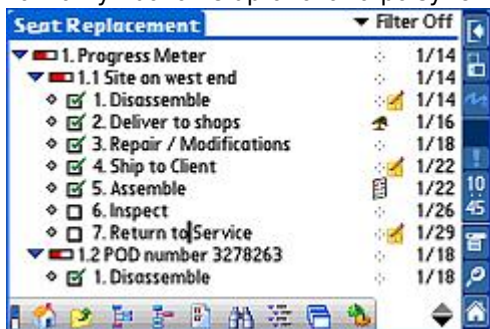 Seat Replacement Filter Off
1. Progress Meter 1/14
1.1 Site on west end 1/14
1. Disassemble 1/14
2. Deliver to shops 1/16
3. Repair / Modifications 1/18
4. Ship to Client 1/22
5. Assemble 1/22
6. Inspect 1/26
7. Return to Service 1/29
1.2 POD number 3278263 1/18
1. Disassemble 1/18
10
45